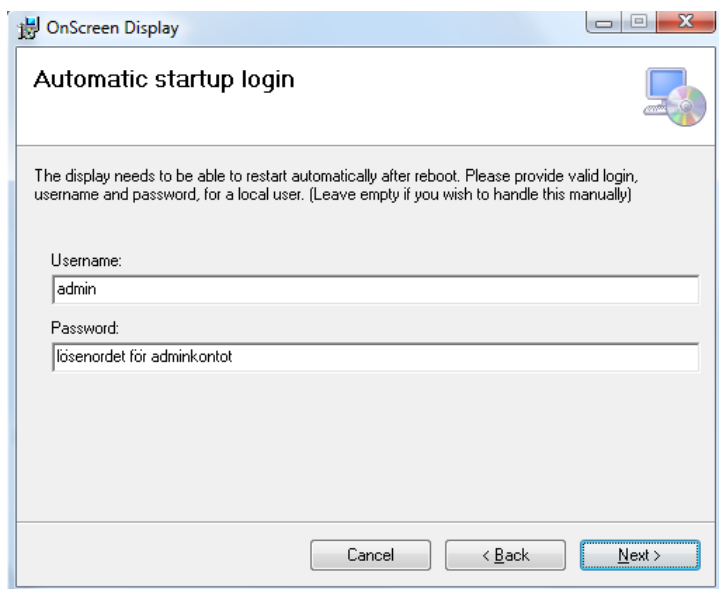 OnScreen Display
Automatic startup login
The display needs to be able to restart automatically after reboot. Please provide valid login,
username and password, for a local user. (Leave empty if you wish to handle this manually)
Username:
admin
Password:
lösenordet för adminkontot
Cancel
< Back
Next >